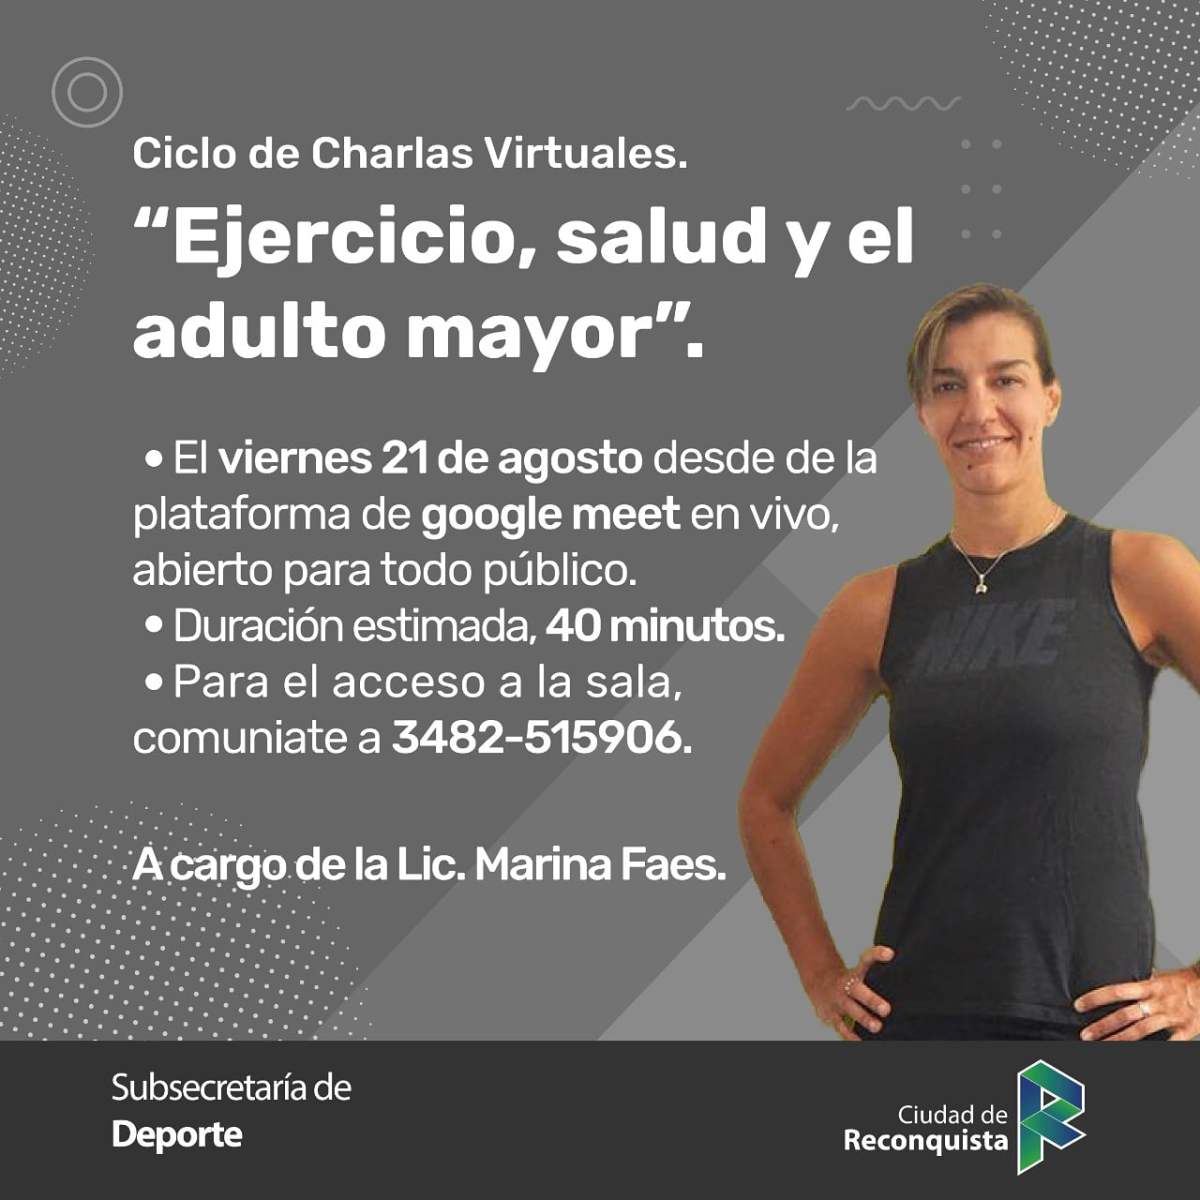 Ciclo de Charlas Virtuales.
“Ejercicio, salud y el
adulto mayor”.
• El viernes 21 de agosto desde de la
plataforma de google meet en vivo,
abierto para todo público.
• Duración estimada, 40 minutos.
• Para el acceso a la sala,
comuniate a 3482-515906.
A cargo de la Lic. Marina Faes.
NIKE
Subsecretaría de
Deporte
Ciudad de
Reconquista